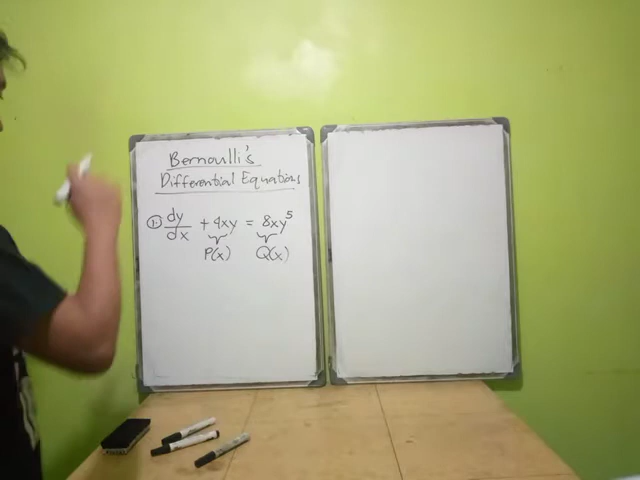 Bernoulli's
Differential Equations
① dy/dx + 4xy = 8xy⁵
P(x) Q(x)